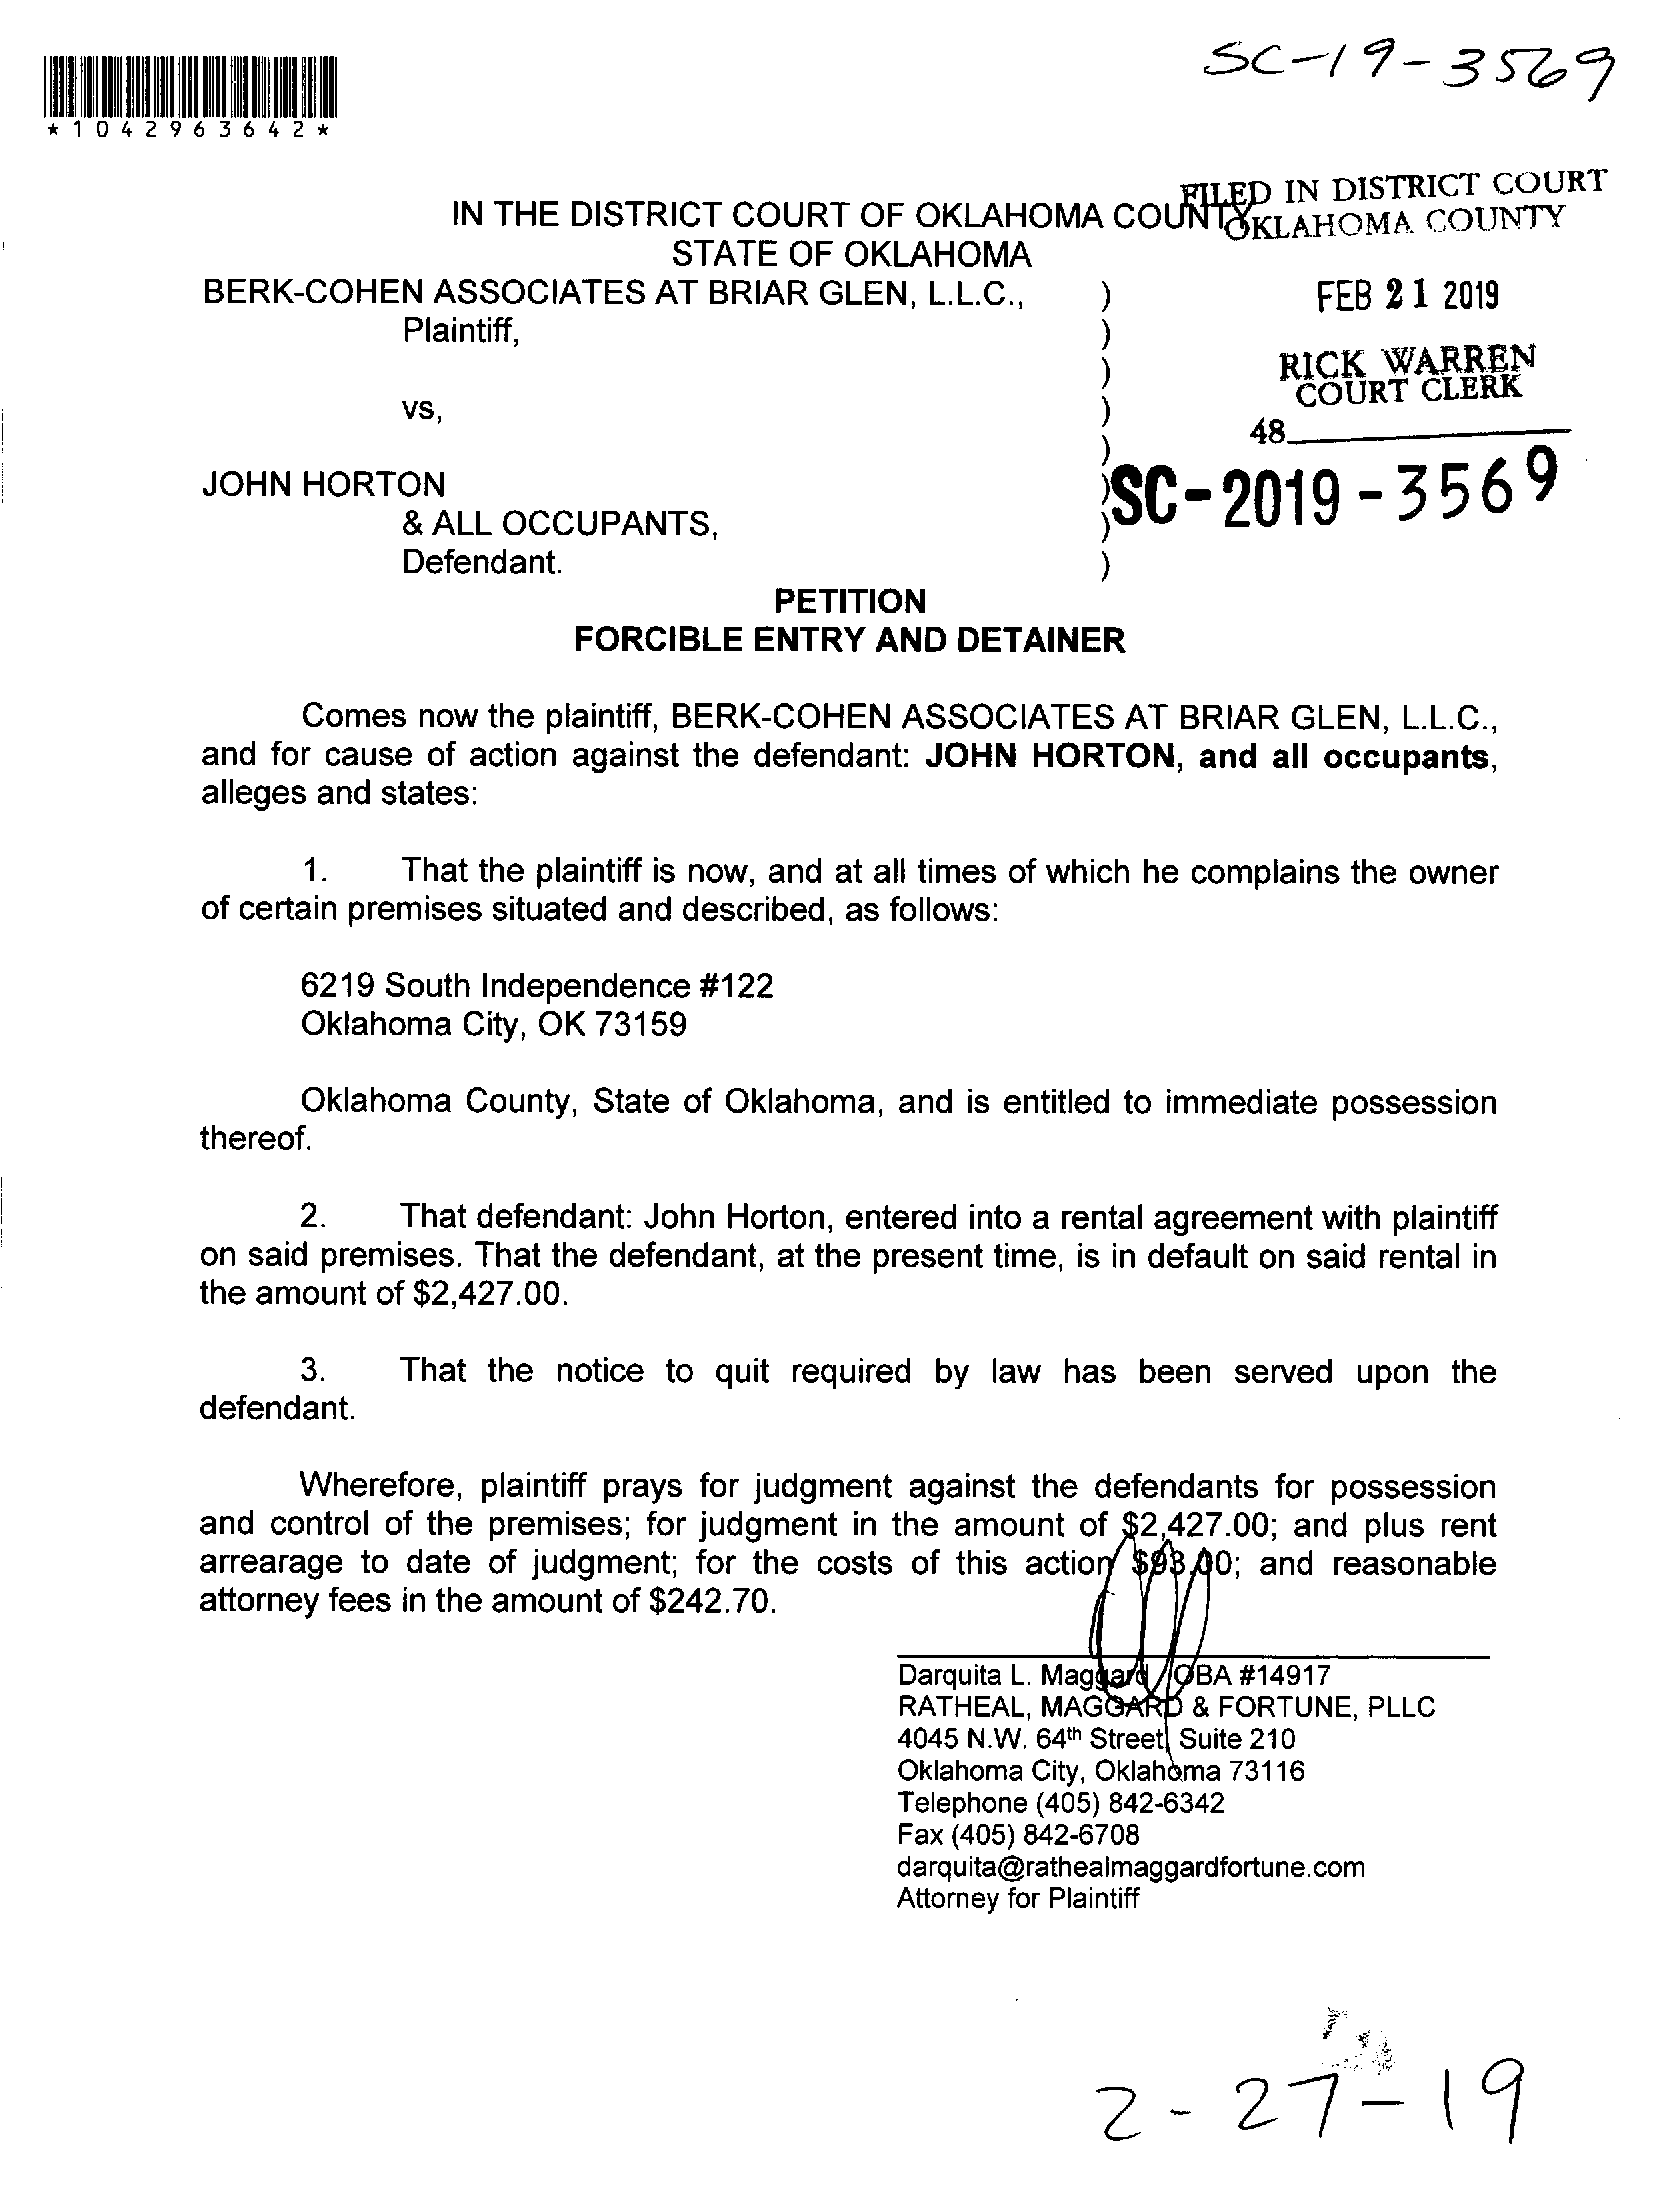 SC-19-3569
*1042963642*
FILED IN DISTRICT COURT
OKLAHOMA COUNTY
IN THE DISTRICT COURT OF OKLAHOMA COUNTY
STATE OF OKLAHOMA
BERK-COHEN ASSOCIATES AT BRIAR GLEN, L.L.C., )
Plaintiff, )
)
vs, )
)
JOHN HORTON )
& ALL OCCUPANTS, )
Defendant. )
FEB 21 2019
RICK WARREN
COURT CLERK
48
SC-2019-3569
PETITION
FORCIBLE ENTRY AND DETAINER
Comes now the plaintiff, BERK-COHEN ASSOCIATES AT BRIAR GLEN, L.L.C.,
and for cause of action against the defendant: JOHN HORTON, and all occupants,
alleges and states:
1. That the plaintiff is now, and at all times of which he complains the owner
of certain premises situated and described, as follows:
6219 South Independence #122
Oklahoma City, OK 73159
Oklahoma County, State of Oklahoma, and is entitled to immediate possession
thereof.
2. That defendant: John Horton, entered into a rental agreement with plaintiff
on said premises. That the defendant, at the present time, is in default on said rental in
the amount of $2,427.00.
3. That the notice to quit required by law has been served upon the
defendant.
Wherefore, plaintiff prays for judgment against the defendants for possession
and control of the premises; for judgment in the amount of $2,427.00; and plus rent
arrearage to date of judgment; for the costs of this action $93.00; and reasonable
attorney fees in the amount of $242.70.
Darquita L. Maggard OBA #14917
RATHEAL, MAGGARD & FORTUNE, PLLC
4045 N.W. 64th Street, Suite 210
Oklahoma City, Oklahoma 73116
Telephone (405) 842-6342
Fax (405) 842-6708
darquita@rathealmaggardfortune.com
Attorney for Plaintiff
2-27-19